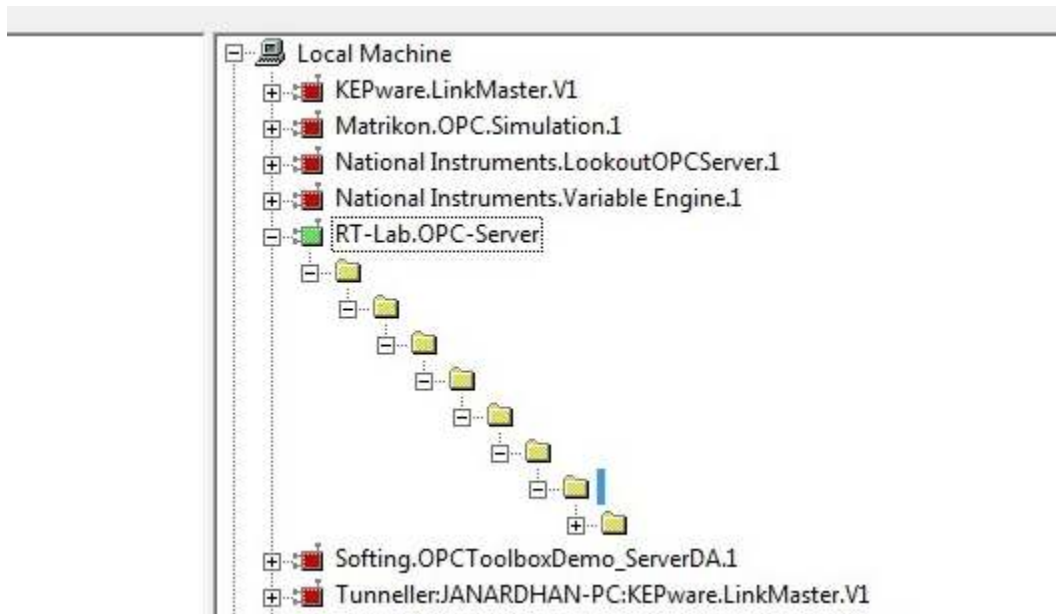 Local Machine
KEPware.LinkMaster.V1
Matrikon.OPC.Simulation.1
National Instruments.LookoutOPCServer.1
National Instruments.Variable Engine.1
RT-Lab.OPC-Server
Softing.OPCToolboxDemo_ServerDA.1
Tunneller:JANARDHAN-PC:KEPware.LinkMaster.V1